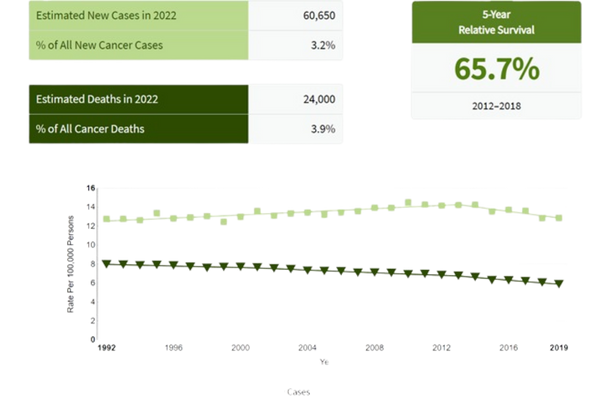 Estimated New Cases in 2022 60,650
% of All New Cancer Cases 3.2%
Estimated Deaths in 2022 24,000
% of All Cancer Deaths 3.9%
5-Year
Relative Survival
65.7%
2012–2018
Rate Per 100,000 Persons
16
14
12
10
8
6
4
2
0
1992 1996 2000 2004 2008 2012 2016 2019
Ye
Cases